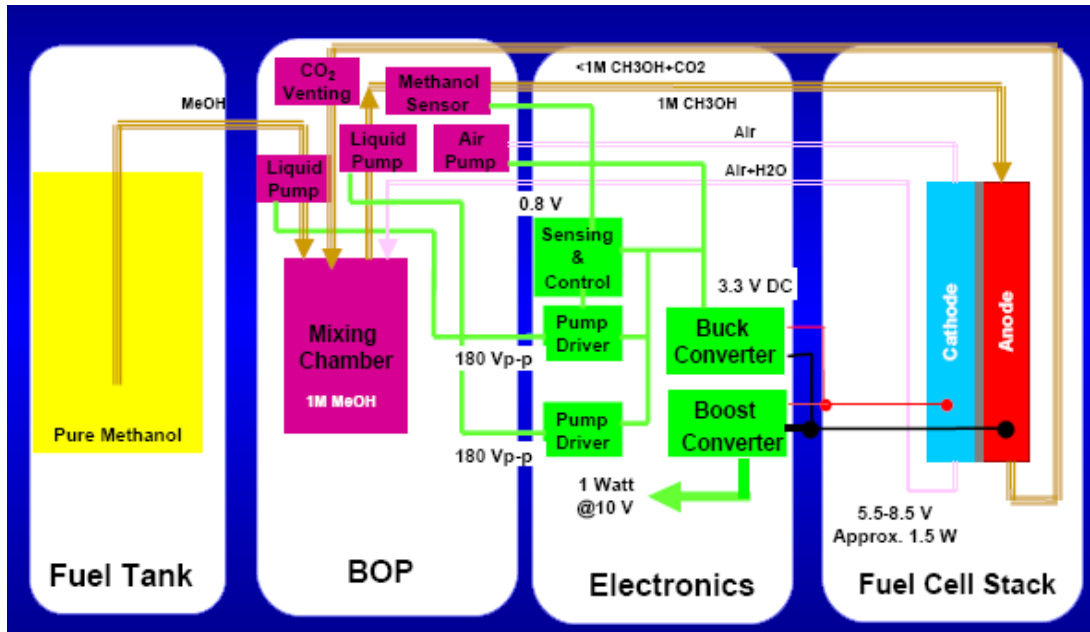 MeOH
Pure Methanol
Fuel Tank
CO2
Venting
Methanol
Sensor
Liquid
Pump
Liquid
Pump
Air
Pump
Mixing
Chamber
1M MeOH
BOP
<1M CH3OH+CO2
1M CH3OH
Air
Air+H2O
0.8 V
Sensing
&
Control
Pump
Driver
180 Vp-p
Pump
Driver
180 Vp-p
3.3 V DC
Buck
Converter
Boost
Converter
1 Watt
@10 V
Electronics
Cathode
Anode
5.5-8.5 V
Approx. 1.5 W
Fuel Cell Stack